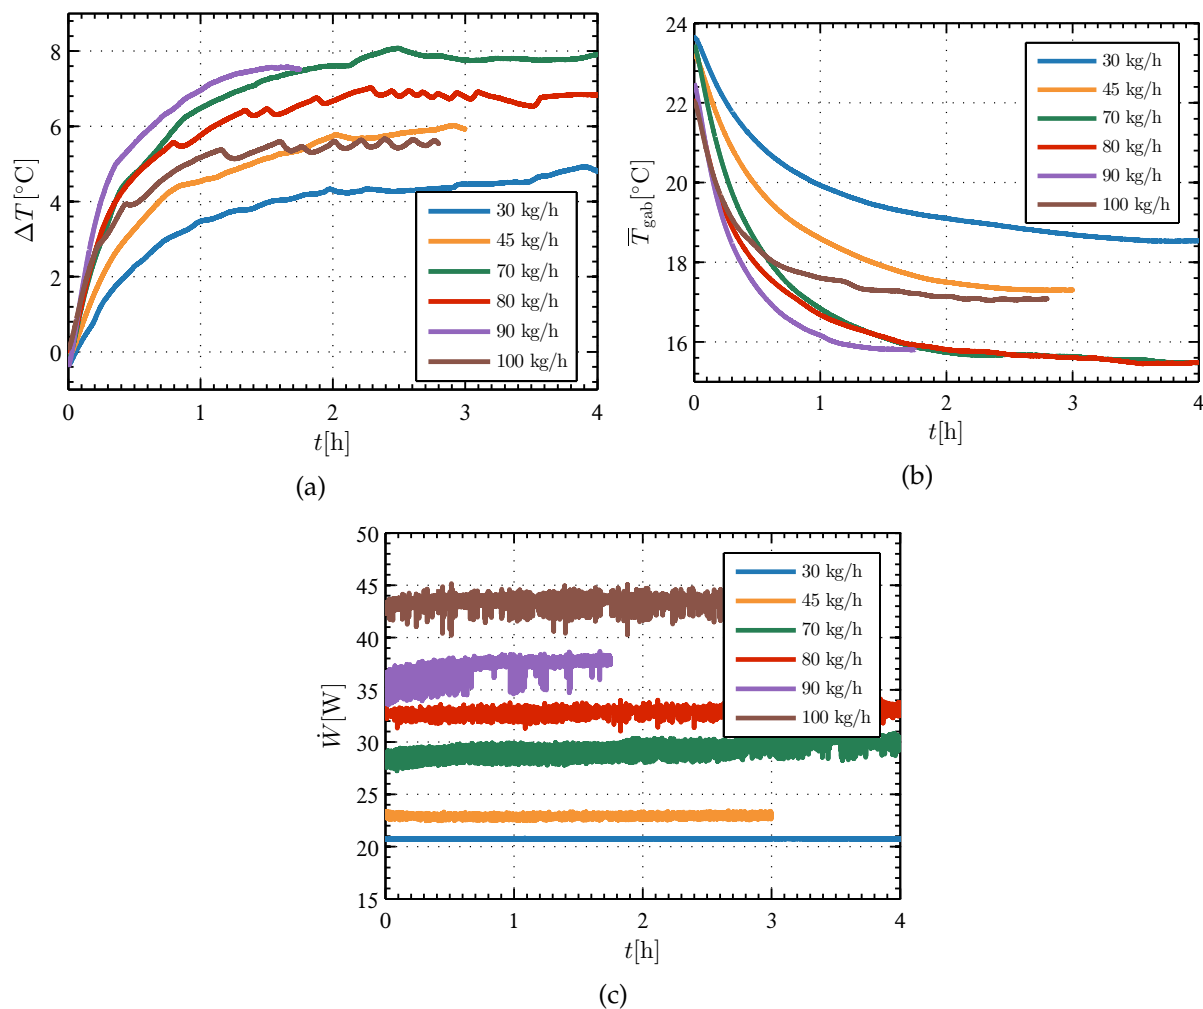 8
6
4
2
0
ΔT [°C]
0 1 2 3 4
t[h]
30 kg/h
45 kg/h
70 kg/h
80 kg/h
90 kg/h
100 kg/h
(a)
24
22
20
18
16
T̅gab[°C]
0 1 2 3 4
t[h]
30 kg/h
45 kg/h
70 kg/h
80 kg/h
90 kg/h
100 kg/h
(b)
50
45
40
35
30
25
20
15
Ẇ[W]
0 1 2 3 4
t[h]
30 kg/h
45 kg/h
70 kg/h
80 kg/h
90 kg/h
100 kg/h
(c)